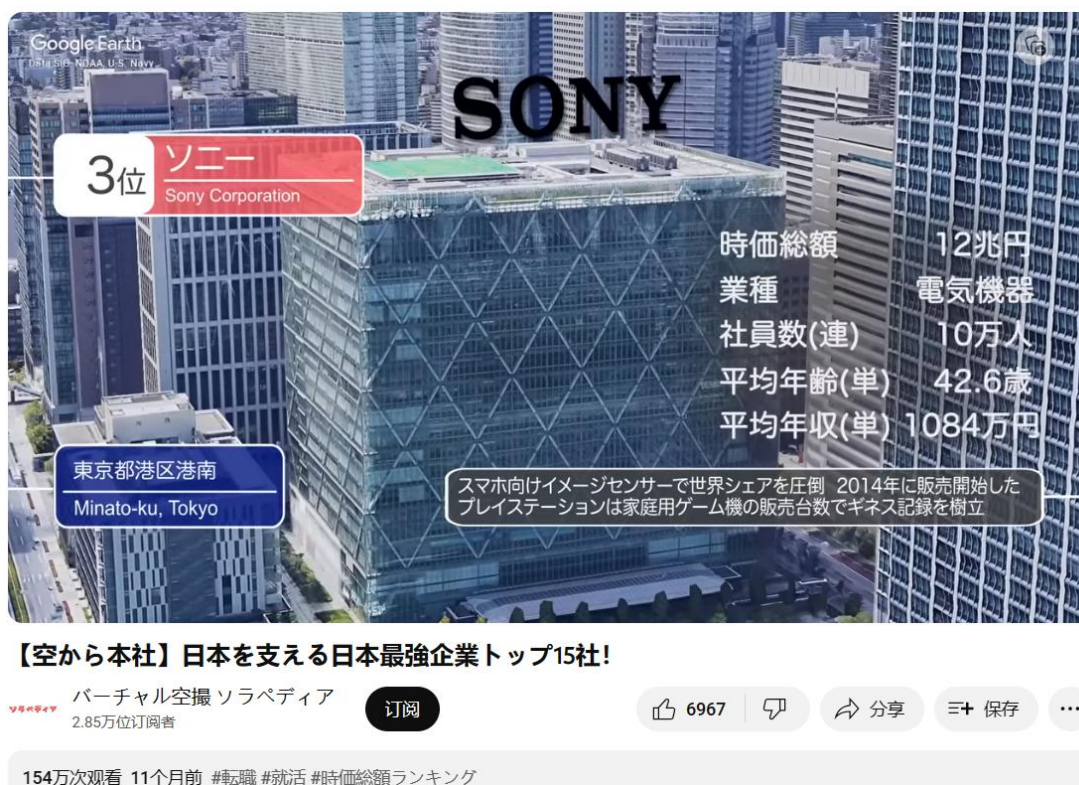 Google Earth
Data SIO, NOAA, U.S. Navy
SONY
3位
ソニー
Sony Corporation
時価総額 12兆円
業種 電気機器
社員数(連) 10万人
平均年齢(単) 42.6歳
平均年収(単) 1084万円
東京都港区港南
Minato-ku, Tokyo
スマホ向けイメージセンサーで世界シェアを圧倒 2014年に販売開始した
プレイステーションは家庭用ゲーム機の販売台数でギネス記録を樹立
【空から本社】日本を支える日本最強企業トップ15社!
ソラペディア
バーチャル空撮 ソラペディア
2.85万位订阅者
订阅
6967
分享
保存
154万次观看 11个月前 #転職 #就活 #時価総額ランキング